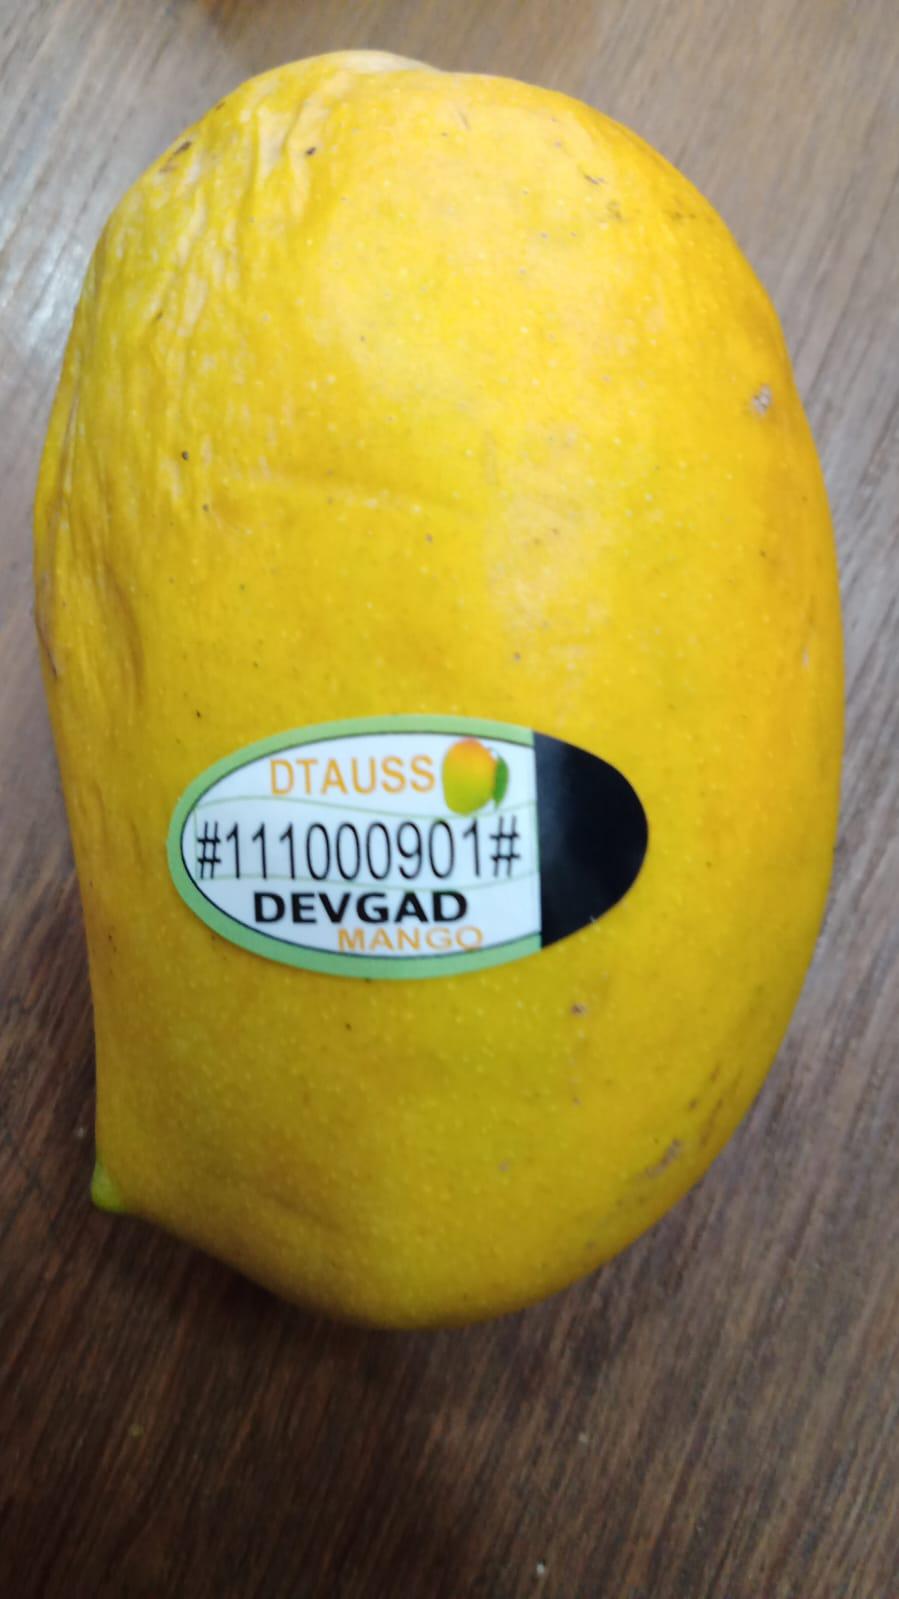 DTAUSS
#111000901#
DEVGAD
MANGO